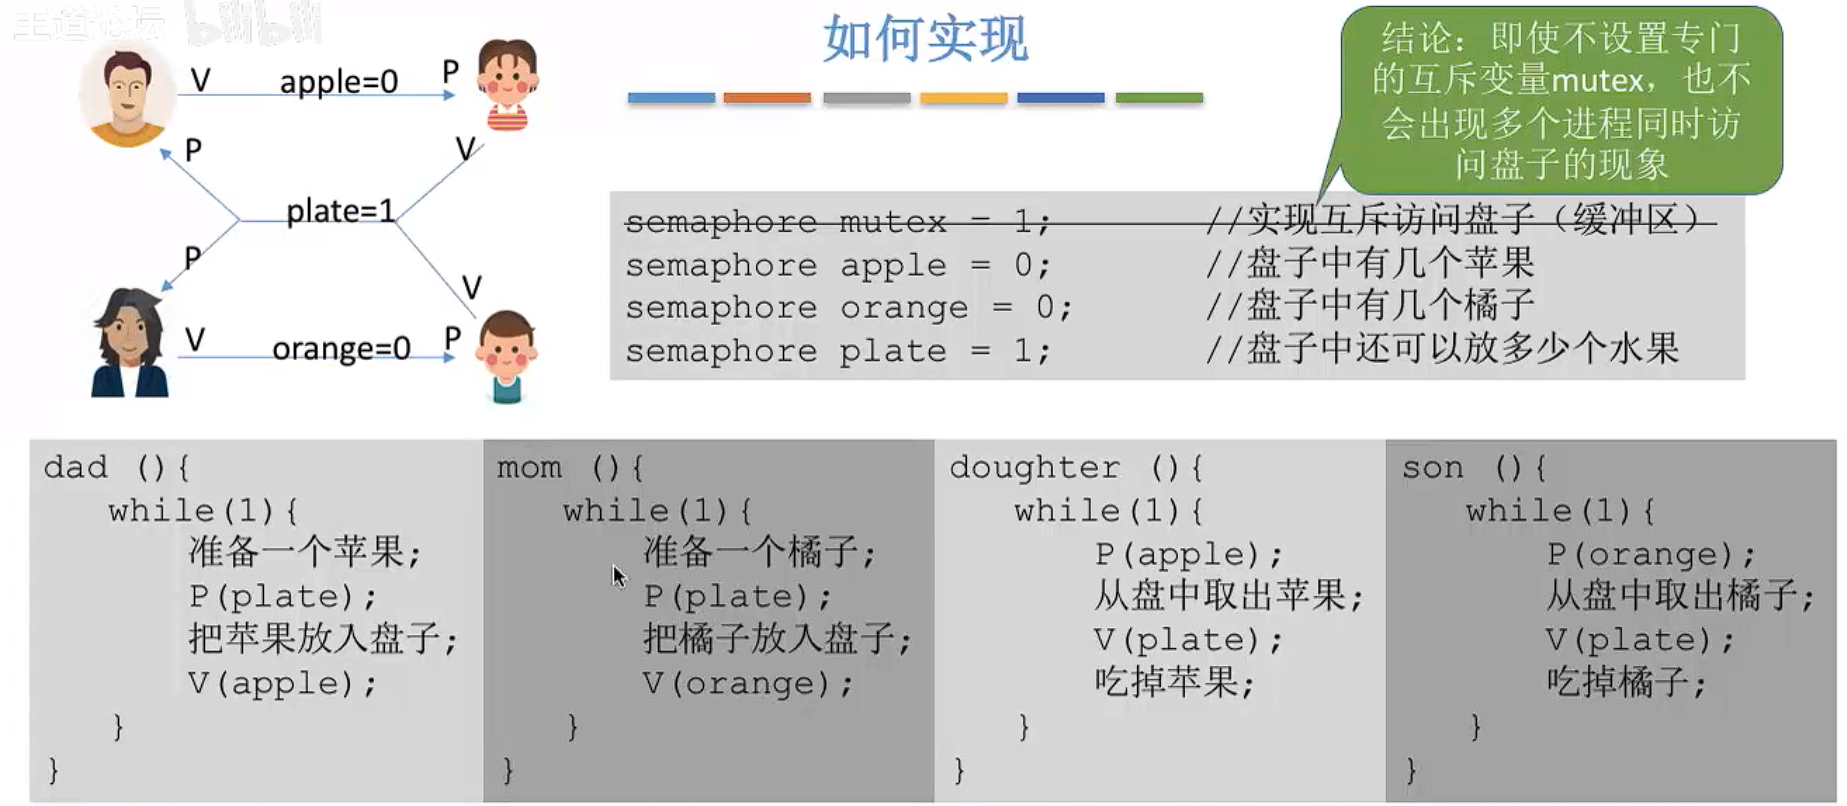 王道论坛 bilibili
如何实现
结论：即使不设置专门
的互斥变量mutex，也不
会出现多个进程同时访
问盘子的现象
V apple=0 P
P V
plate=1
P V
V orange=0 P
semaphore mutex = 1; //实现互斥访问盘子（缓冲区）
semaphore apple = 0; //盘子中有几个苹果
semaphore orange = 0; //盘子中有几个橘子
semaphore plate = 1; //盘子中还可以放多少个水果
dad (){
while(1){
准备一个苹果;
P(plate);
把苹果放入盘子;
V(apple);
}
}
mom (){
while(1){
准备一个橘子;
P(plate);
把橘子放入盘子;
V(orange);
}
}
doughter (){
while(1){
P(apple);
从盘中取出苹果;
V(plate);
吃掉苹果;
}
}
son (){
while(1){
P(orange);
从盘中取出橘子;
V(plate);
吃掉橘子;
}
}